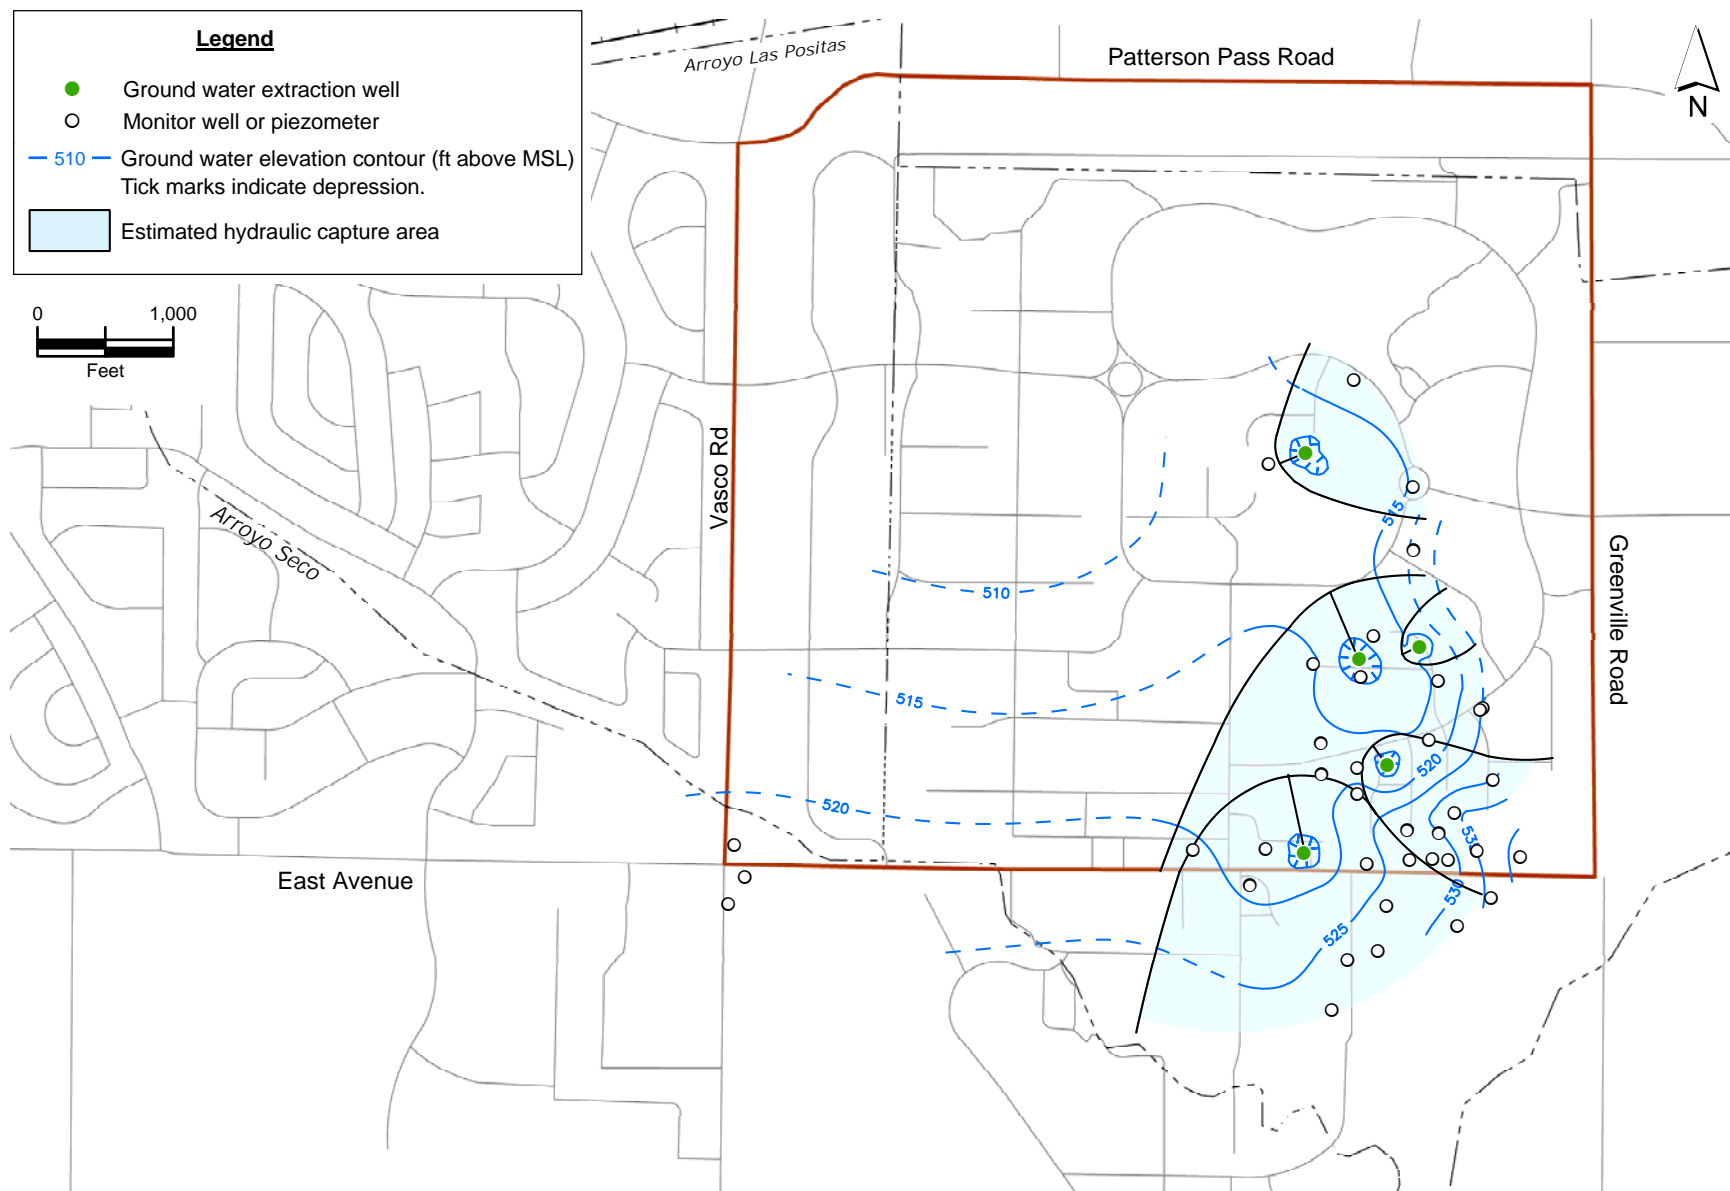 Legend
Ground water extraction well
Monitor well or piezometer
510 Ground water elevation contour (ft above MSL)
Tick marks indicate depression.
Estimated hydraulic capture area
0 1,000
Feet
Arroyo Las Positas
Patterson Pass Road
N
Vasco Rd
Arroyo Seco
Greenville Road
East Avenue
515
510
515
520
520
535
530
525